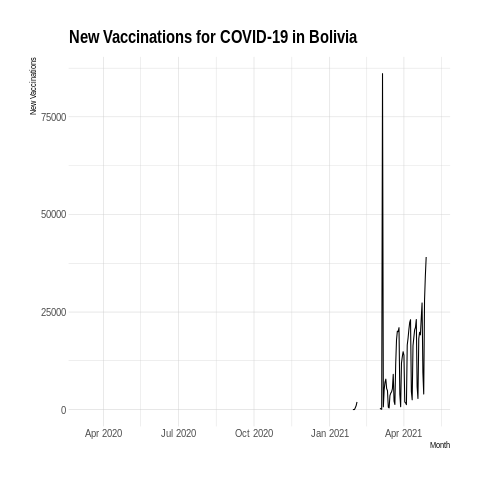 New Vaccinations for COVID-19 in Bolivia
New Vaccinations
75000
50000
25000
0
Apr 2020 Jul 2020 Oct 2020 Jan 2021 Apr 2021
Month